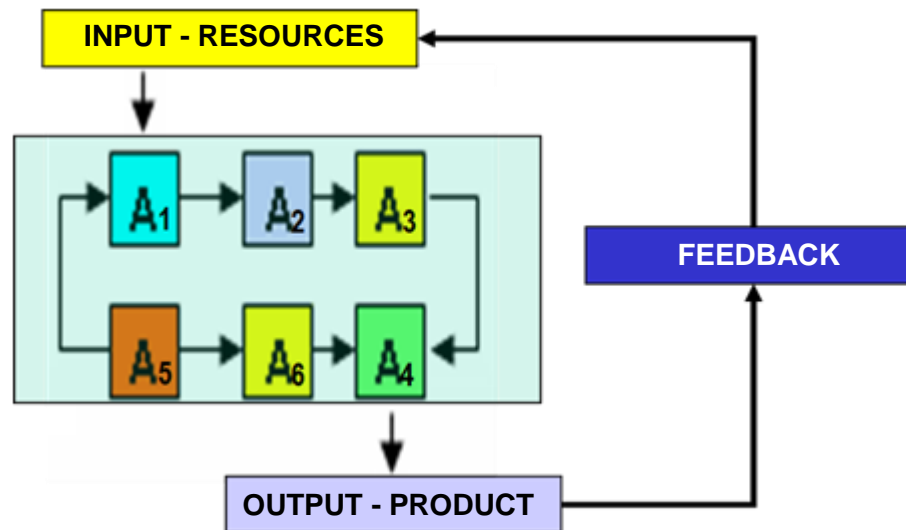 INPUT - RESOURCES
A1
A2
A3
FEEDBACK
A5
A6
A4
OUTPUT - PRODUCT